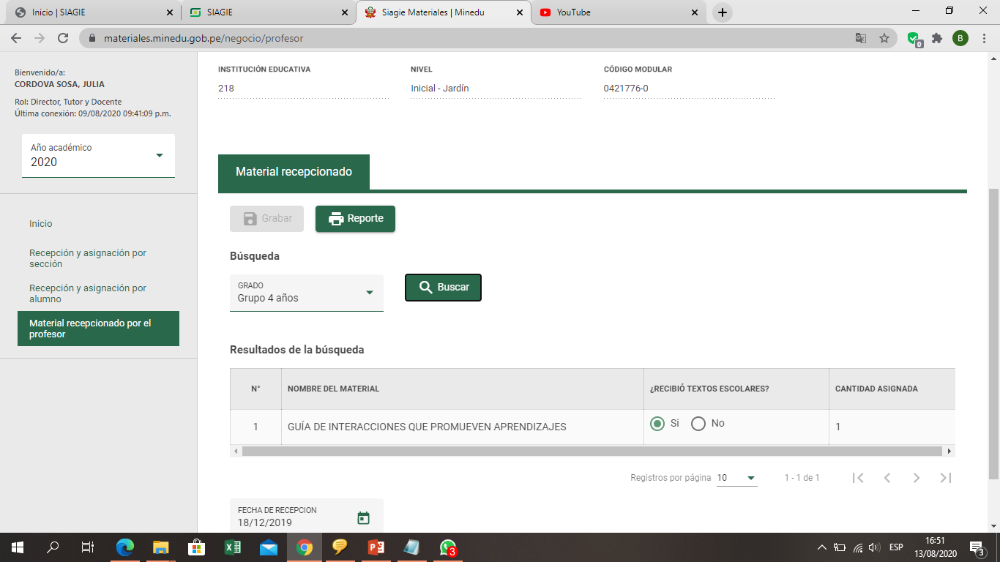 Inicio | SIAGIE
SIAGIE
Siagie Materiales | Minedu
YouTube
materiales.minedu.gob.pe/negocio/profesor
0
B
Bienvenido/a:
CORDOVA SOSA, JULIA
Rol: Director, Tutor y Docente
Última conexión: 09/08/2020 09:41:09 p.m.
Año académico
2020
Inicio
Recepción y asignación por
sección
Recepción y asignación por
alumno
Material recepcionado por el
profesor
INSTITUCIÓN EDUCATIVA
NIVEL
CÓDIGO MODULAR
218
Inicial - Jardín
0421776-0
Material recepcionado
Grabar
Reporte
Búsqueda
GRADO
Grupo 4 años
Buscar
Resultados de la búsqueda
N°
NOMBRE DEL MATERIAL
¿RECIBIÓ TEXTOS ESCOLARES?
CANTIDAD ASIGNADA
1
GUÍA DE INTERACCIONES QUE PROMUEVEN APRENDIZAJES
Si
No
1
Registros por página
10
1 - 1 de 1
FECHA DE RECEPCION
18/12/2019
3
ESP
16:51
13/08/2020
3